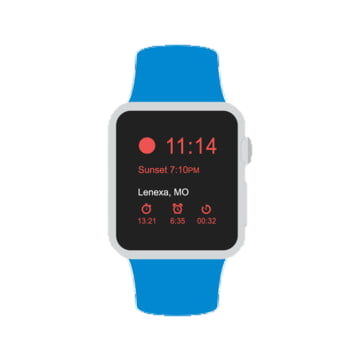 11:14
Sunset 7:10PM
Lenexa, MO
13:21 6:35 00:32